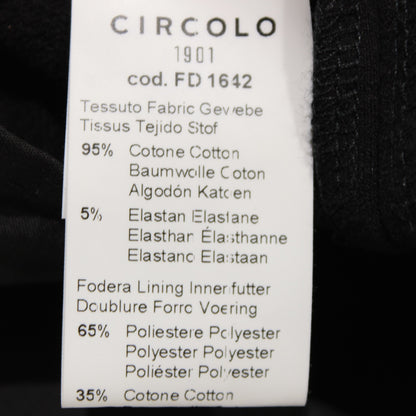 CIRCOLO
1901
cod. FD 1642
Tessuto Fabric Gewebe
Tissus Tejido Stof
95% Cotone Cotton
Baumwolle Coton
Algodón Katoen
5% Elastan Elastane
Elasthan Élasthanne
Elastano Elastaan
Fodera Lining Innenfutter
Doublure Forro Voering
65% Poliestere Polyester
Polyester Polyester
Poliéster Polyester
35% Cotone Cotton